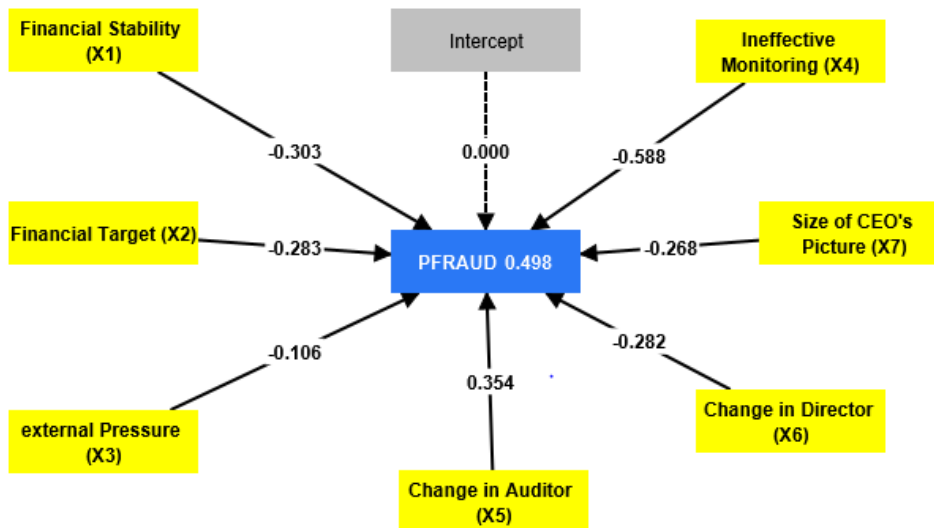 Financial Stability
(X1)
Intercept
Ineffective
Monitoring (X4)
-0.303
0.000
-0.588
Financial Target (X2)
-0.283
PFRAUD 0.498
-0.268
Size of CEO's
Picture (X7)
-0.106
0.354
-0.282
external Pressure
(X3)
Change in Auditor
(X5)
Change in Director
(X6)